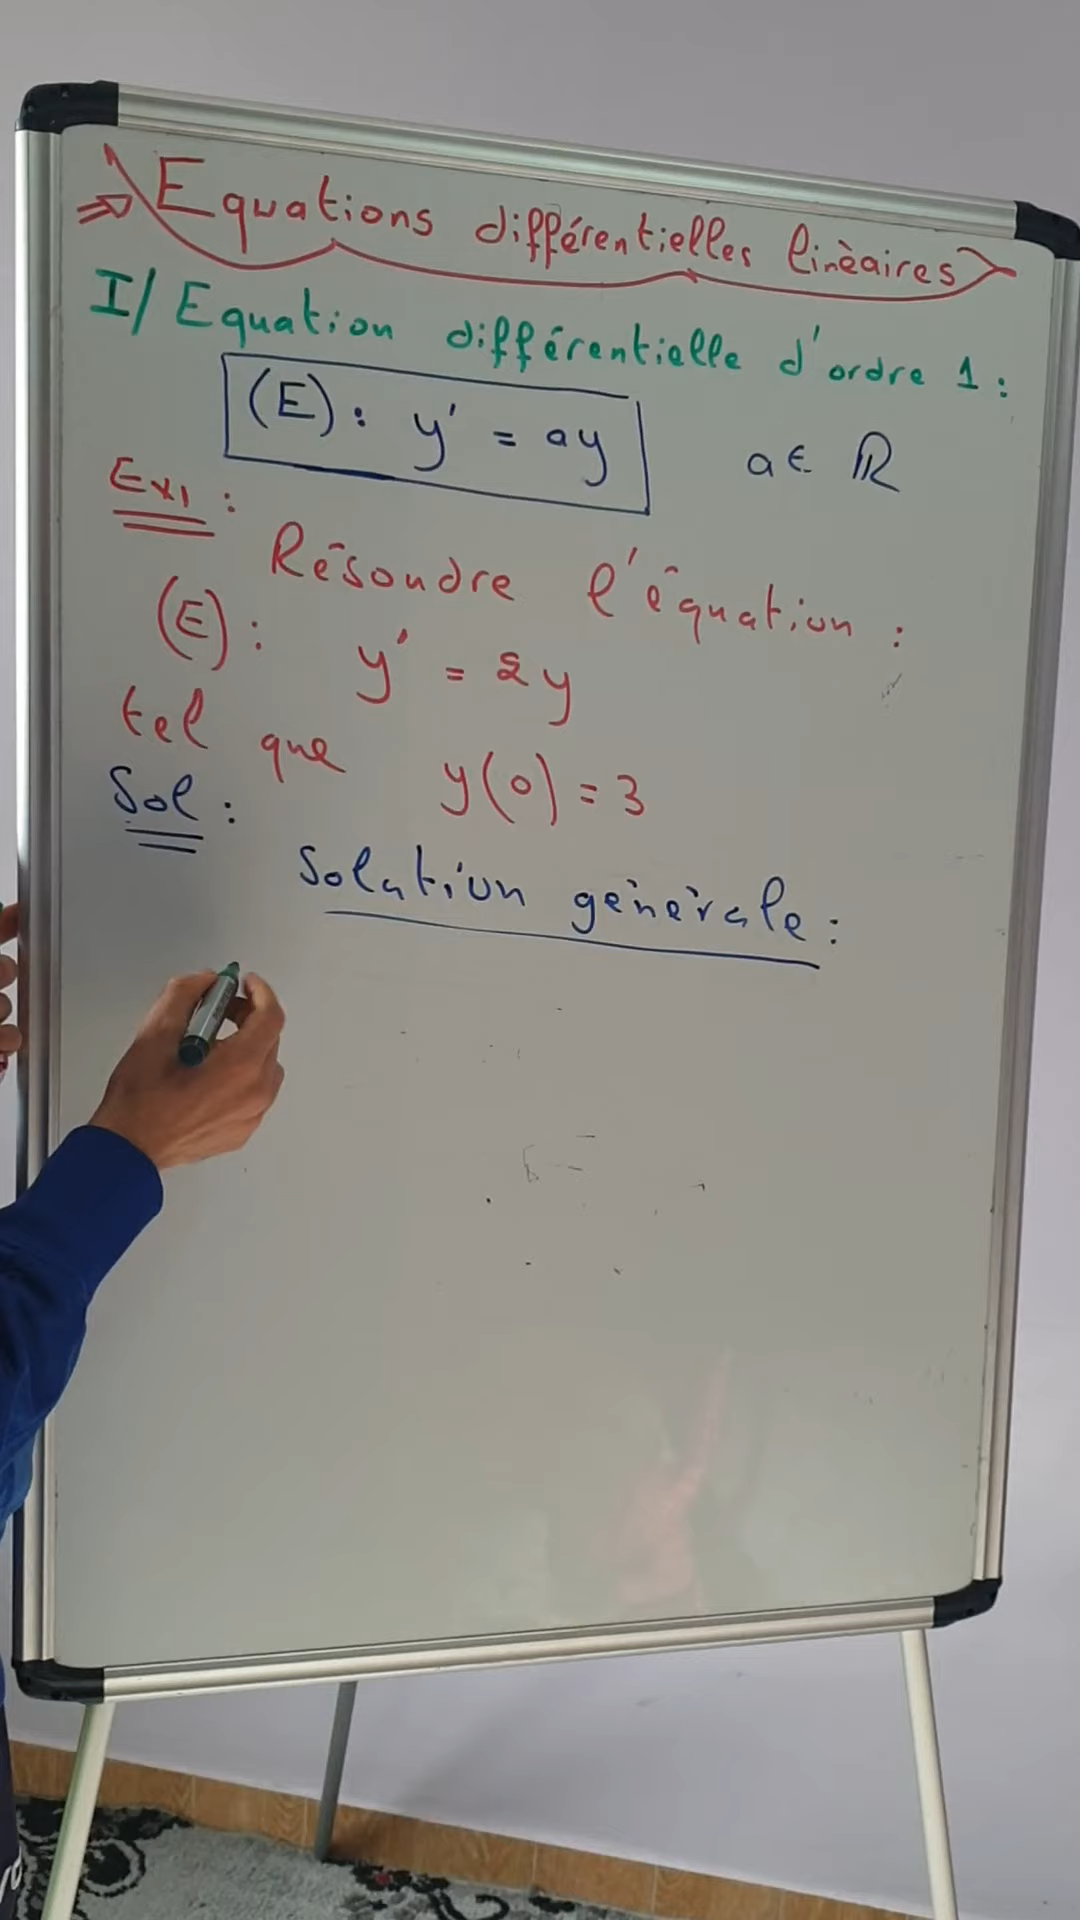 Equations différentielles linéaires
I/ Equation différentielle d'ordre 1 :
(E) : y' = ay a ∈ ℝ
Ex1 :
Résoudre l'équation :
(E) : y' = 2y
tel que y(0) = 3
Sol :
Solution générale :